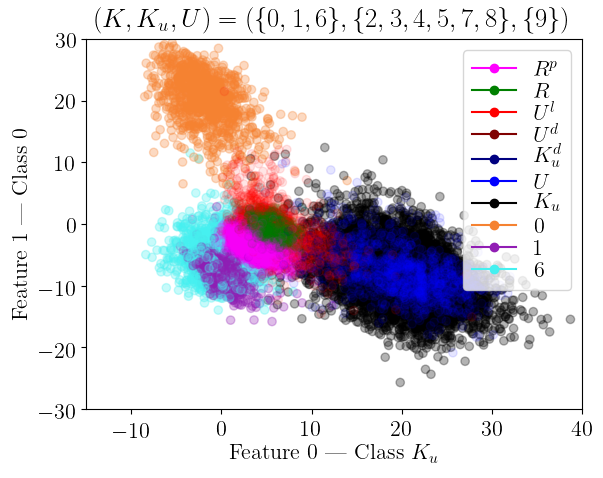 (K, K_u, U) = ({0, 1, 6}, {2, 3, 4, 5, 7, 8}, {9})
30
20
10
0
−10
−20
−30
Feature 1 — Class 0
R^p
R
U^l
U^d
K_u^d
U
K_u
0
1
6
−10 0 10 20 30 40
Feature 0 — Class K_u